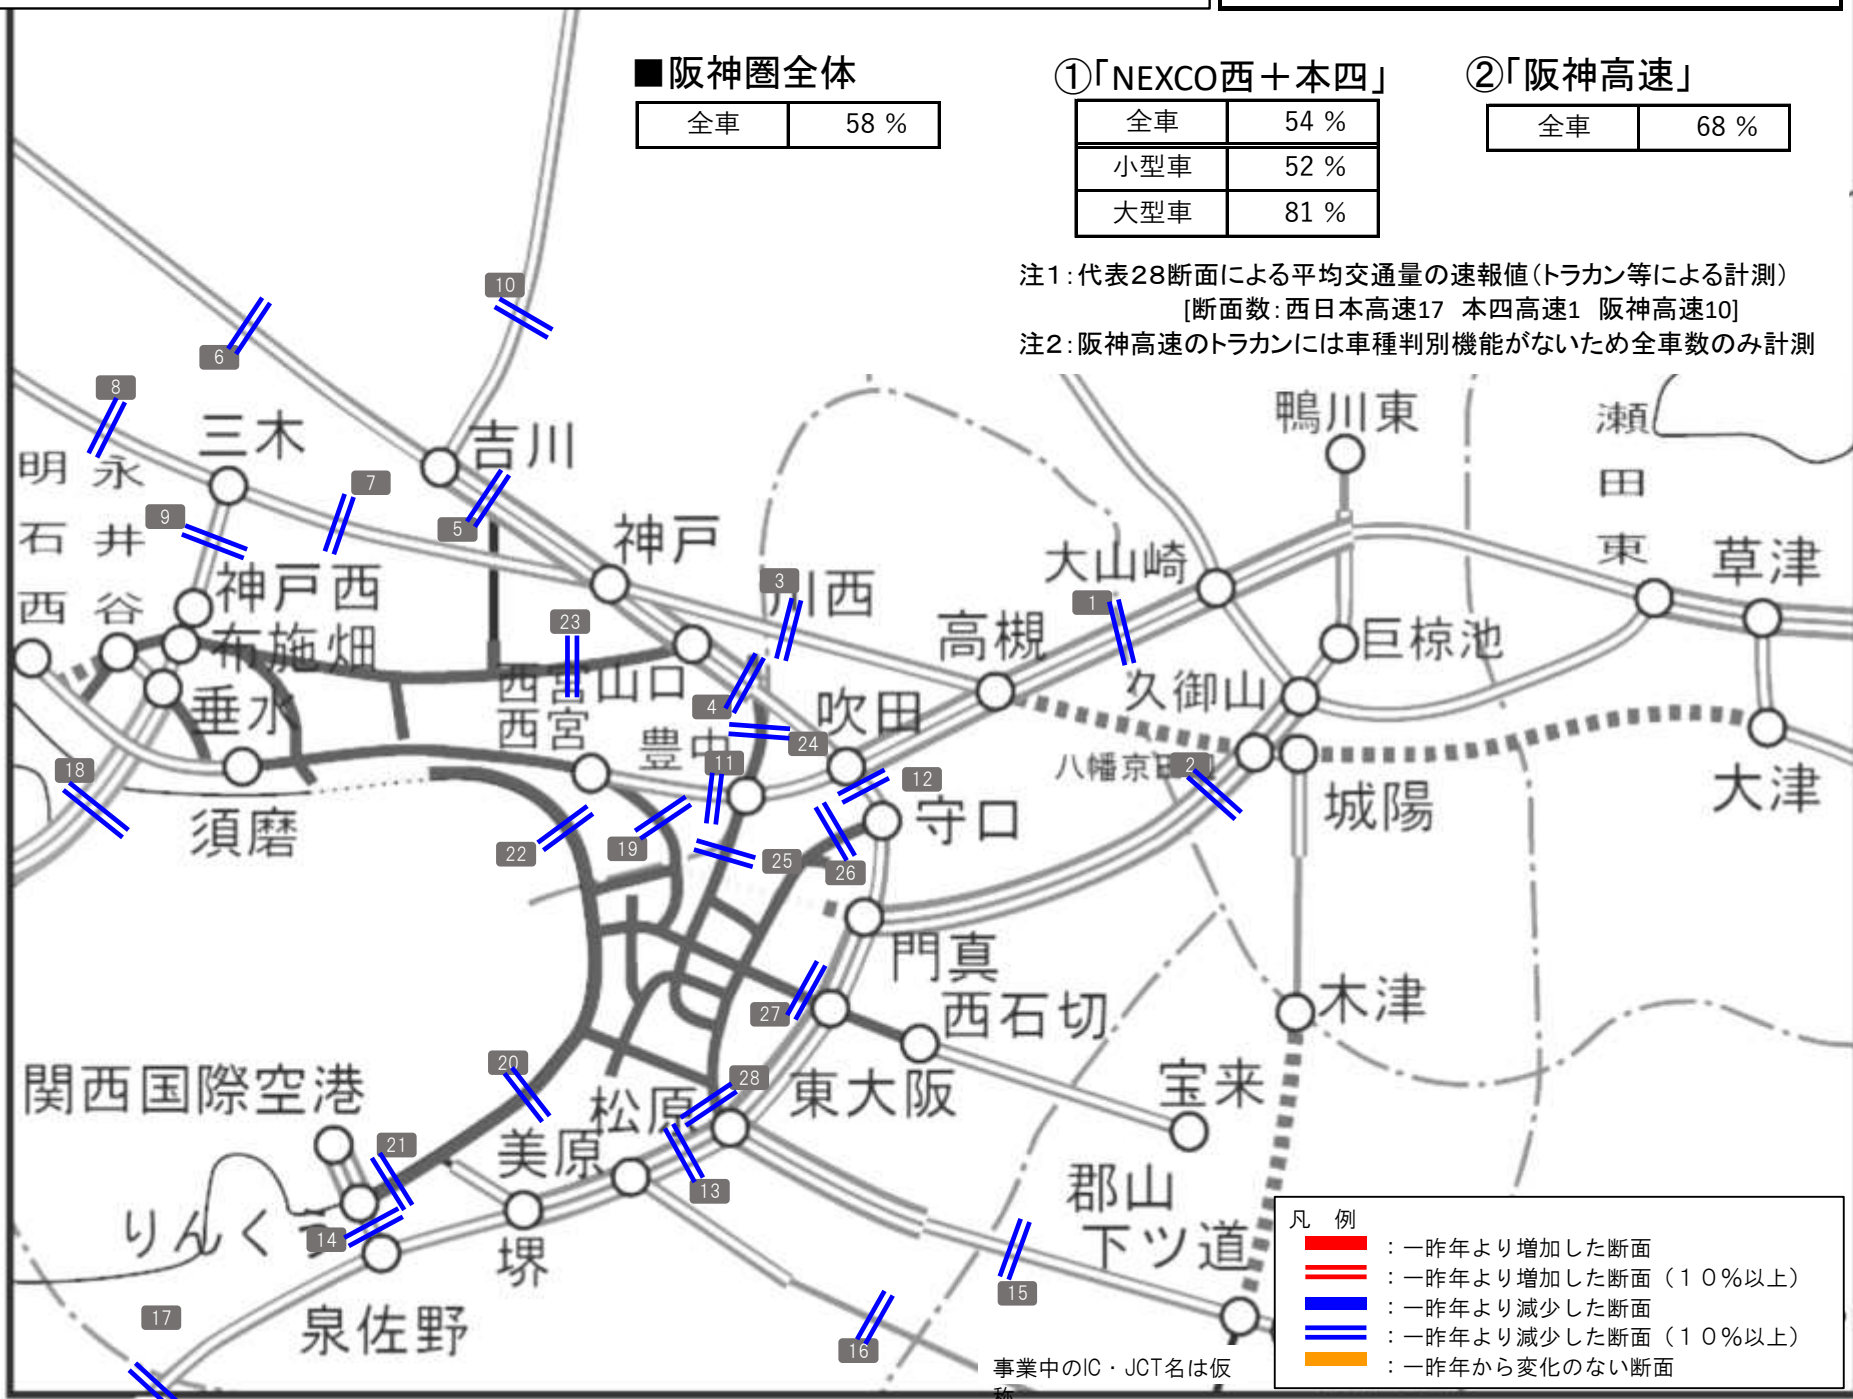 ■阪神圏全体
全車 58 %
①「NEXCO西＋本四」
全車 54 %
小型車 52 %
大型車 81 %
②「阪神高速」
全車 68 %
注1：代表28断面による平均交通量の速報値（トラカン等による計測）
[断面数：西日本高速17 本四高速1 阪神高速10]
注2：阪神高速のトラカンには車種判別機能がないため全車数のみ計測
10
6
8
三木
吉川
鴨川東
瀬田東
明石西
永井谷
7
9
5
神戸
大山崎
草津
神戸西
3
川西
1
高槻
23
布施畑
巨椋池
西宮山口
久御山
垂水
4
吹田
西宮
豊中
24
八幡京田辺
2
18
11
12
大津
須磨
守口
城陽
22
19
25
26
門真
木津
27
西石切
20
28
関西国際空港
松原
東大阪
宝来
21
美原
13
郡山下ツ道
りんくう
14
堺
15
17
泉佐野
16
事業中のIC・JCT名は仮称
凡 例
：一昨年より増加した断面
：一昨年より増加した断面（１０％以上）
：一昨年より減少した断面
：一昨年より減少した断面（１０％以上）
：一昨年から変化のない断面